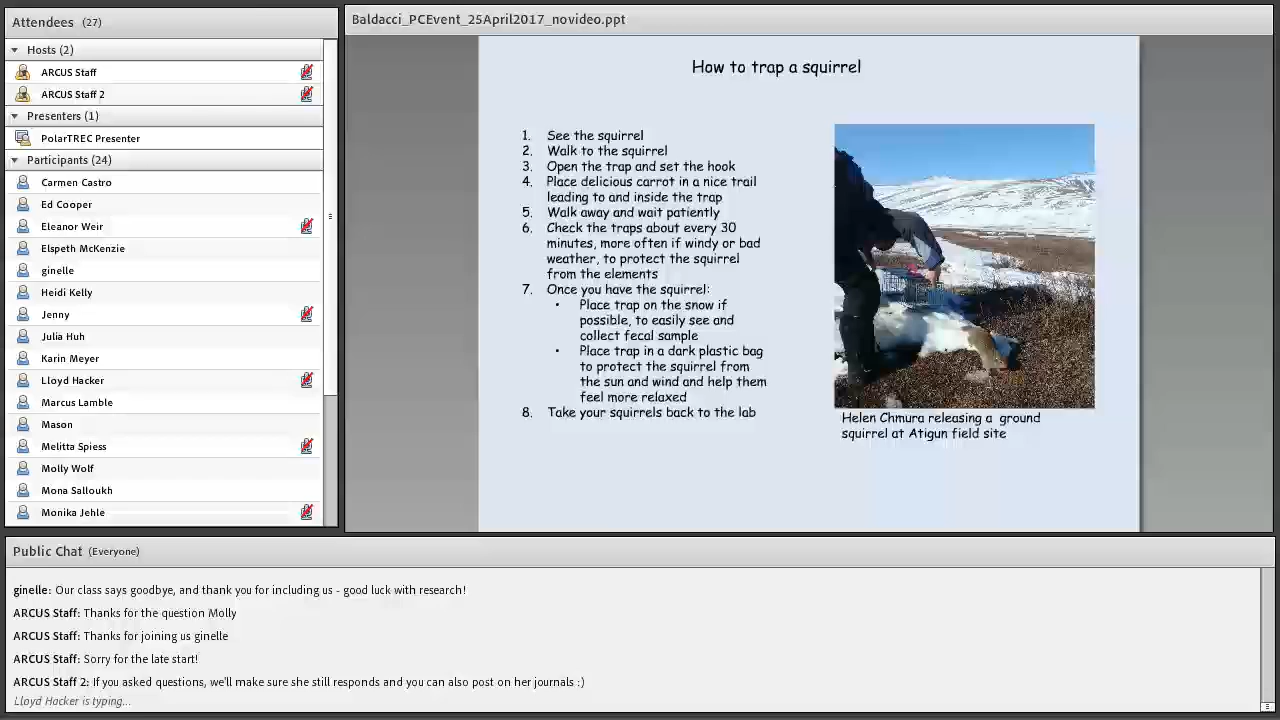 Attendees (27)
Hosts (2)
ARCUS Staff
ARCUS Staff 2
Presenters (1)
PolarTREC Presenter
Participants (24)
Carmen Castro
Ed Cooper
Eleanor Weir
Elspeth McKenzie
ginelle
Heidi Kelly
Jenny
Julia Huh
Karin Meyer
Lloyd Hacker
Marcus Lamble
Mason
Melitta Spiess
Molly Wolf
Mona Salloukh
Monika Jehle
Baldacci_PCEvent_25April2017_novideo.ppt
How to trap a squirrel
1. See the squirrel
2. Walk to the squirrel
3. Open the trap and set the hook
4. Place delicious carrot in a nice trail
leading to and inside the trap
5. Walk away and wait patiently
6. Check the traps about every 30
minutes, more often if windy or bad
weather, to protect the squirrel
from the elements
7. Once you have the squirrel:
• Place trap on the snow if
possible, to easily see and
collect fecal sample
• Place trap in a dark plastic bag
to protect the squirrel from
the sun and wind and help them
feel more relaxed
8. Take your squirrels back to the lab
Helen Chmura releasing a ground
squirrel at Atigun field site
Public Chat (Everyone)
ginelle: Our class says goodbye, and thank you for including us - good luck with research!
ARCUS Staff: Thanks for the question Molly
ARCUS Staff: Thanks for joining us ginelle
ARCUS Staff: Sorry for the late start!
ARCUS Staff 2: If you asked questions, we'll make sure she still responds and you can also post on her journals :)
Lloyd Hacker is typing...